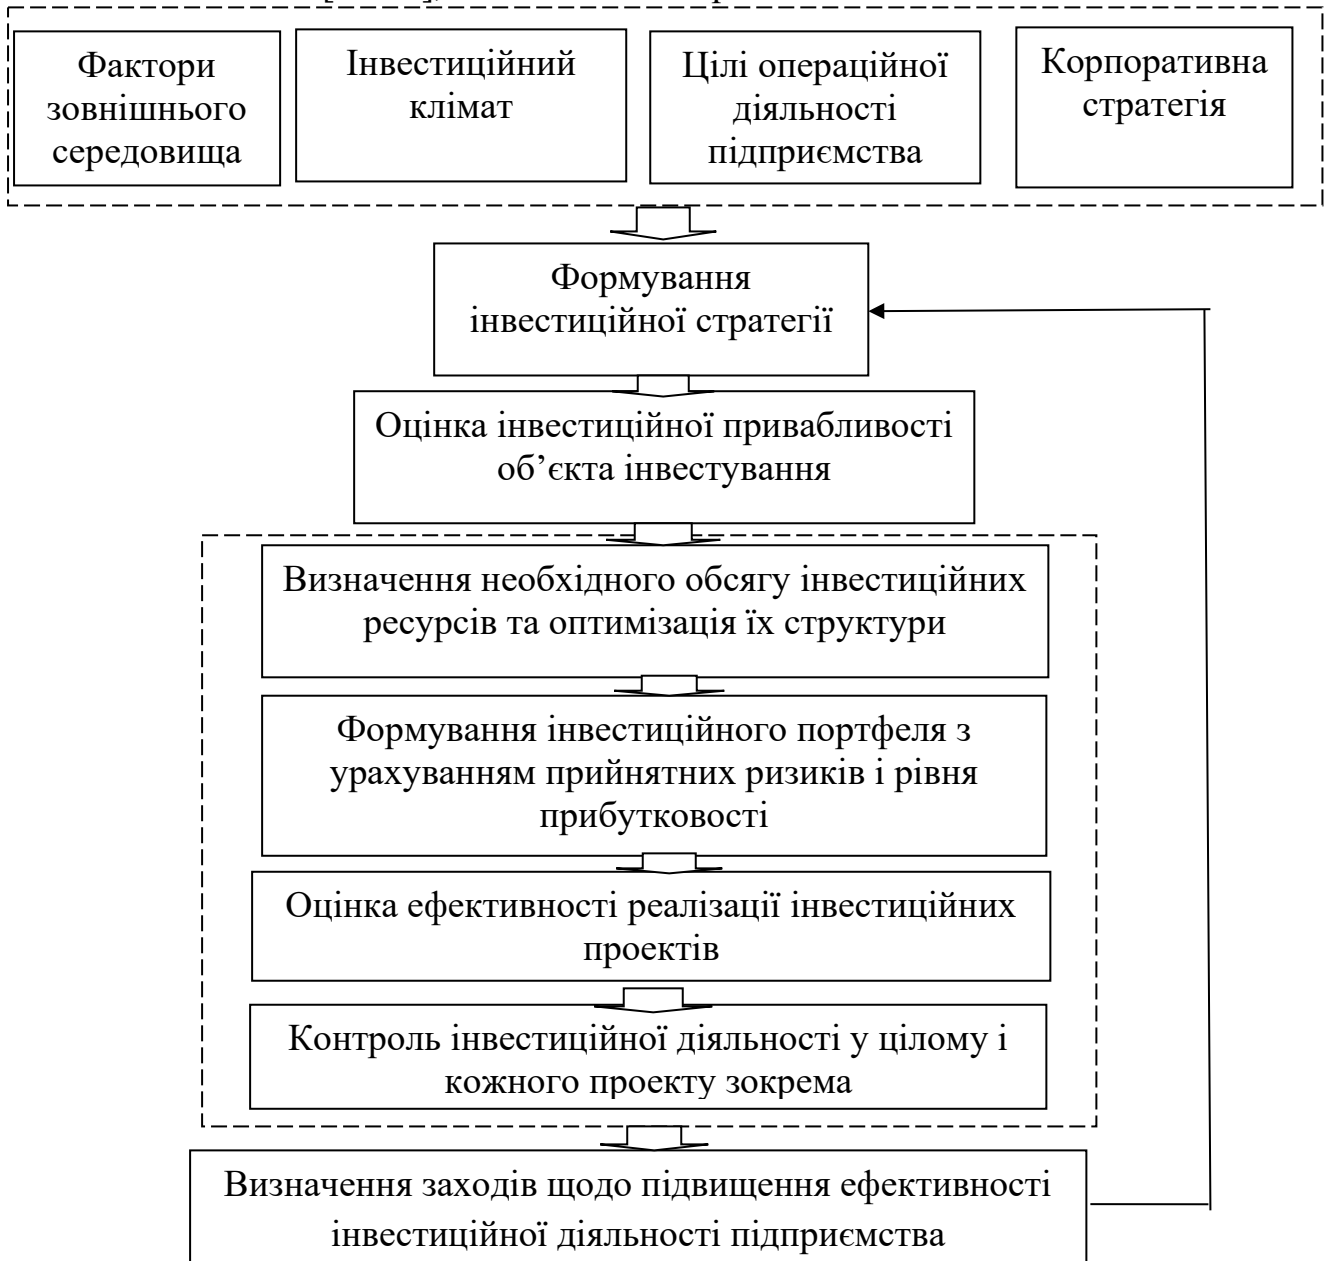 Фактори
зовнішнього
середовища
Інвестиційний
клімат
Цілі операційної
діяльності
підприємства
Корпоративна
стратегія
Формування
інвестиційної стратегії
Оцінка інвестиційної привабливості
об’єкта інвестування
Визначення необхідного обсягу інвестиційних
ресурсів та оптимізація їх структури
Формування інвестиційного портфеля з
урахуванням прийнятних ризиків і рівня
прибутковості
Оцінка ефективності реалізації інвестиційних
проектів
Контроль інвестиційної діяльності у цілому і
кожного проекту зокрема
Визначення заходів щодо підвищення ефективності
інвестиційної діяльності підприємства